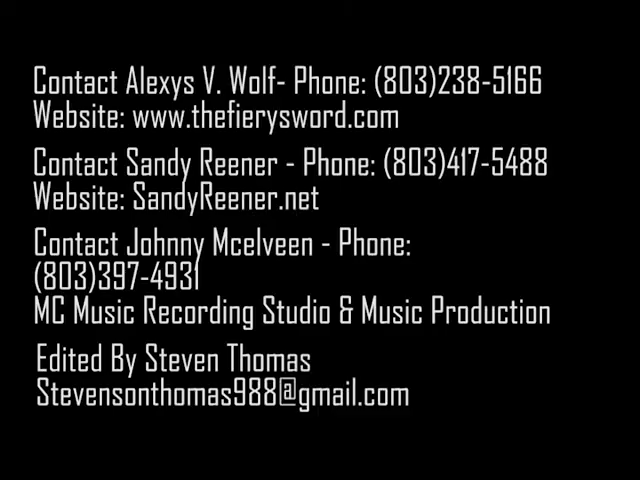 Contact Alexys V. Wolf- Phone: (803)238-5166
Website: www.thefierysword.com
Contact Sandy Reener - Phone: (803)417-5488
Website: SandyReener.net
Contact Johnny Mcelveen - Phone:
(803)397-4931
MC Music Recording Studio & Music Production
Edited By Steven Thomas
Stevensonthomas988@gmail.com